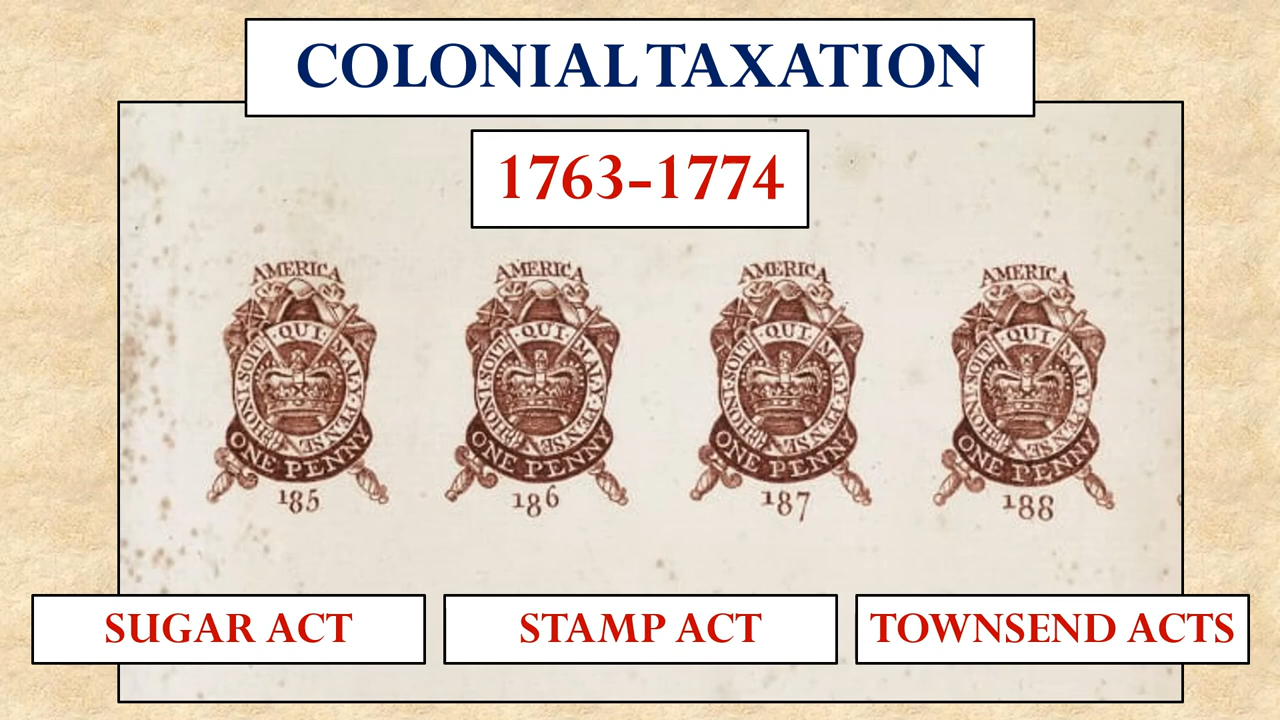 COLONIAL TAXATION
1763-1774
AMERICA AMERICA AMERICA AMERICA
HONI·SOIT·QUI·MAL·Y·PENSE HONI·SOIT·QUI·MAL·Y·PENSE HONI·SOIT·QUI·MAL·Y·PENSE HONI·SOIT·QUI·MAL·Y·PENSE
ONE PENNY ONE PENNY ONE PENNY ONE PENNY
185 186 187 188
SUGAR ACT STAMP ACT TOWNSEND ACTS